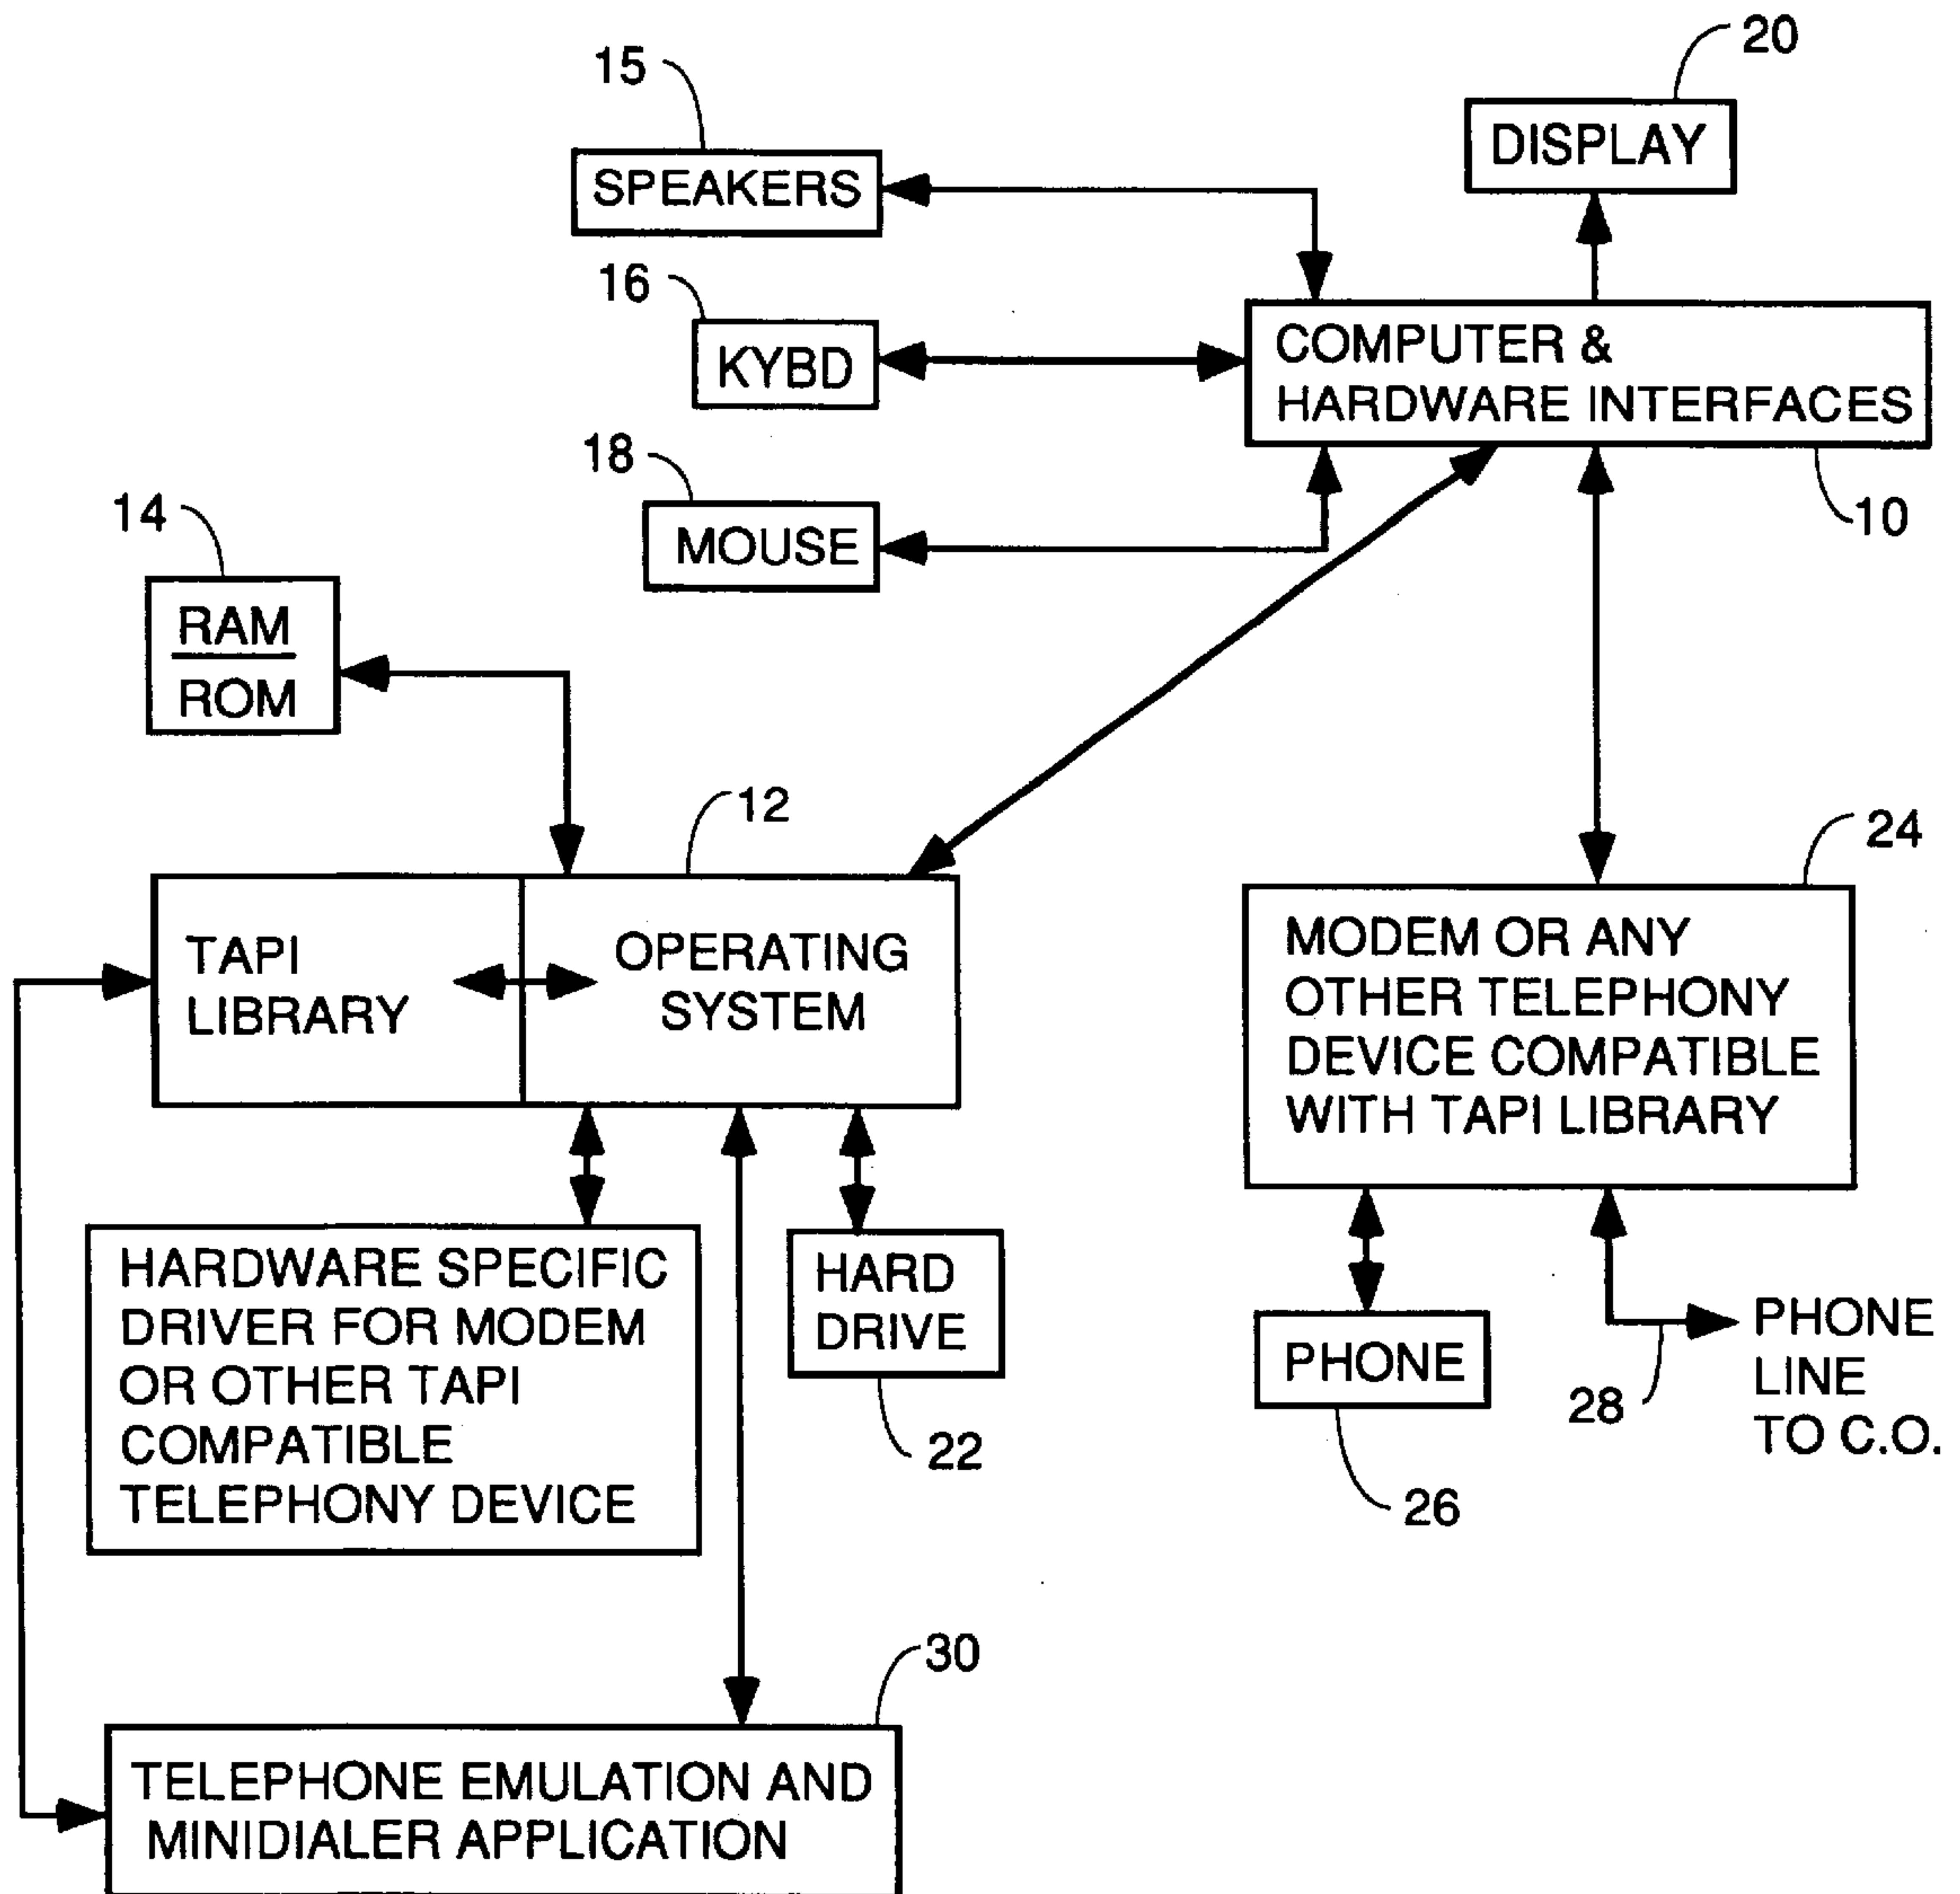 20
15
DISPLAY
SPEAKERS
16
KYBD
COMPUTER &
HARDWARE INTERFACES
18
10
14
MOUSE
RAM
ROM
12
24
TAPI
LIBRARY
OPERATING
SYSTEM
MODEM OR ANY
OTHER TELEPHONY
DEVICE COMPATIBLE
WITH TAPI LIBRARY
HARDWARE SPECIFIC
DRIVER FOR MODEM
OR OTHER TAPI
COMPATIBLE
TELEPHONY DEVICE
HARD
DRIVE
22
PHONE
26
28
PHONE
LINE
TO C.O.
30
TELEPHONE EMULATION AND
MINIDIALER APPLICATION